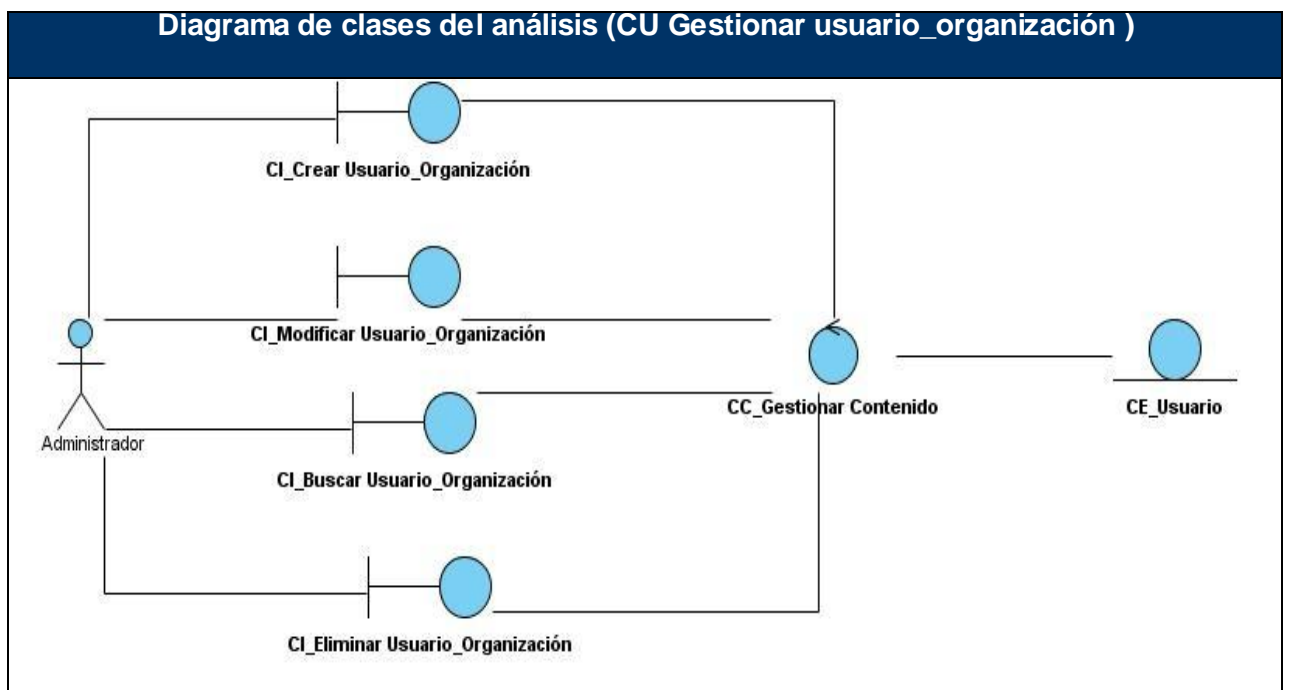 Diagrama de clases del análisis (CU Gestionar usuario_organización )
CI_Crear Usuario_Organización
CI_Modificar Usuario_Organización
Administrador
CC_Gestionar Contenido
CE_Usuario
CI_Buscar Usuario_Organización
CI_Eliminar Usuario_Organización